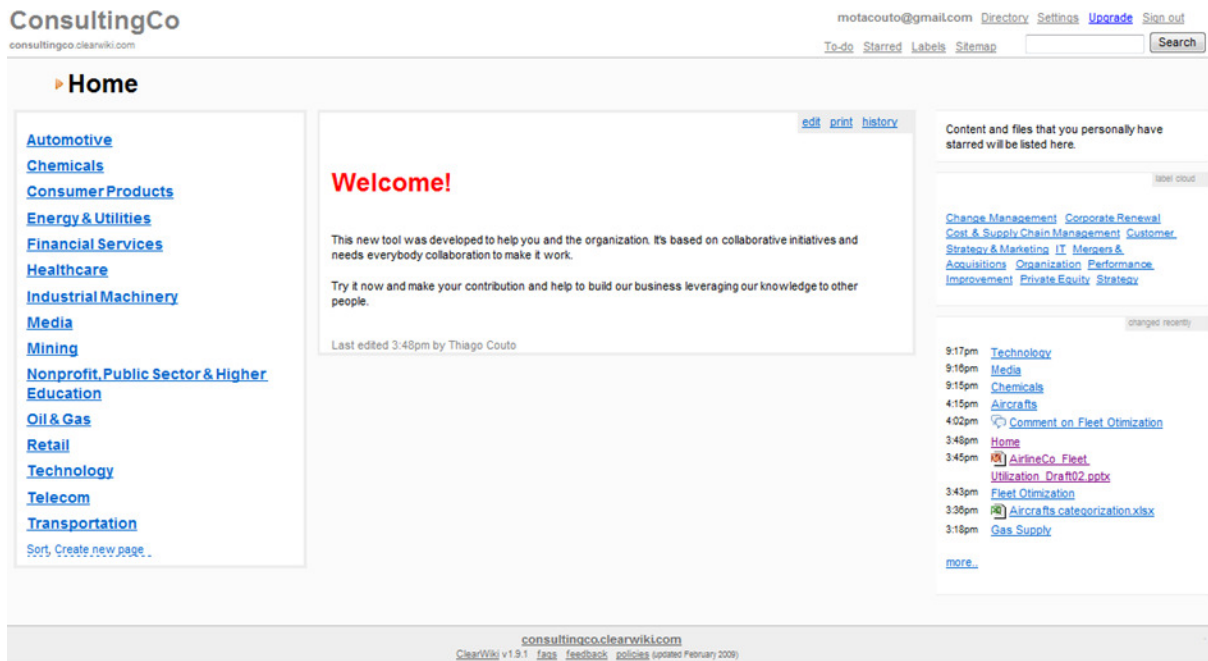 ConsultingCo
consultingco.clearwiki.com
motacouto@gmail.com Directory Settings Upgrade Sign out
To-do Starred Labels Sitemap Search
Home
Automotive
Chemicals
Consumer Products
Energy & Utilities
Financial Services
Healthcare
Industrial Machinery
Media
Mining
Nonprofit, Public Sector & Higher
Education
Oil & Gas
Retail
Technology
Telecom
Transportation
Sort, Create new page
edit print history
Welcome!
This new tool was developed to help you and the organization. It's based on collaborative initiatives and
needs everybody collaboration to make it work.
Try it now and make your contribution and help to build our business leveraging our knowledge to other
people.
Last edited 3:48pm by Thiago Couto
Content and files that you personally have
starred will be listed here.
label cloud
Change Management Corporate Renewal
Cost & Supply Chain Management Customer
Strategy & Marketing IT Mergers &
Acquisitions Organization Performance
Improvement Private Equity Strategy
changed recently
9:17pm Technology
9:16pm Media
9:15pm Chemicals
4:15pm Aircrafts
4:02pm Comment on Fleet Otimization
3:48pm Home
3:45pm AirlineCo Fleet
Utilization Draft02.pptx
3:43pm Fleet Otimization
3:36pm Aircrafts categorization.xlsx
3:18pm Gas Supply
more..
consultingco.clearwiki.com
ClearWiki v1.9.1 faqs feedback policies (updated February 2009)